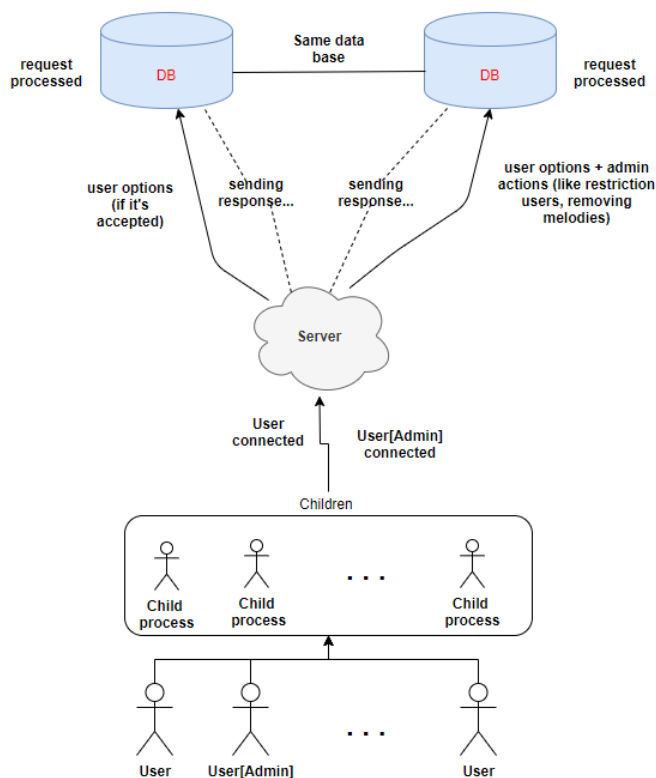 Same data
base
request
processed
DB
DB
request
processed
user options
(if it's
accepted)
sending
response...
sending
response...
user options + admin
actions (like restriction
users, removing
melodies)
Server
User
connected
User[Admin]
connected
Children
Child
process
Child
process
. . .
Child
process
User
User[Admin]
. . .
User